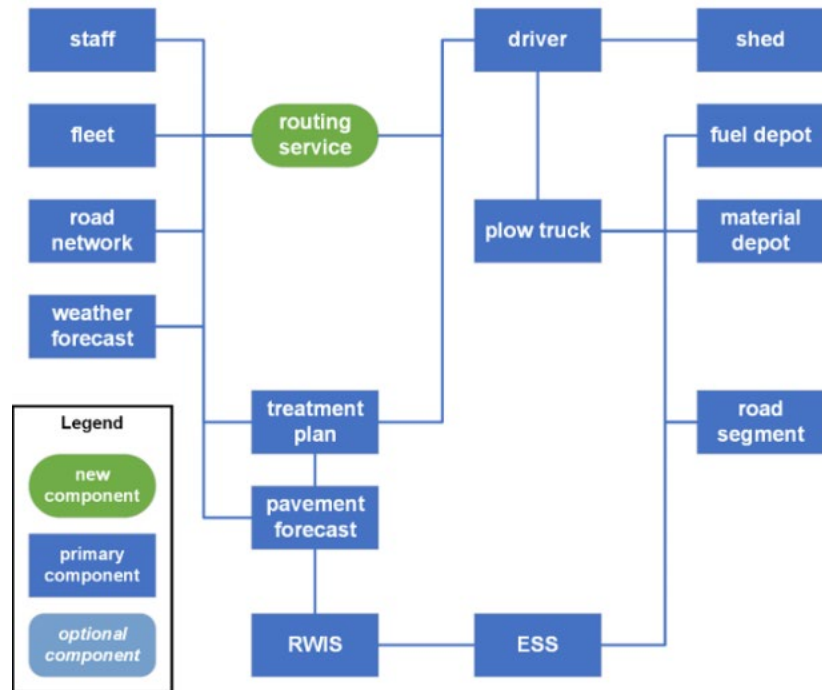 staff
driver
shed
fleet
routing
service
fuel depot
road
network
plow truck
material
depot
weather
forecast
Legend
new
component
primary
component
optional
component
treatment
plan
road
segment
pavement
forecast
RWIS
ESS